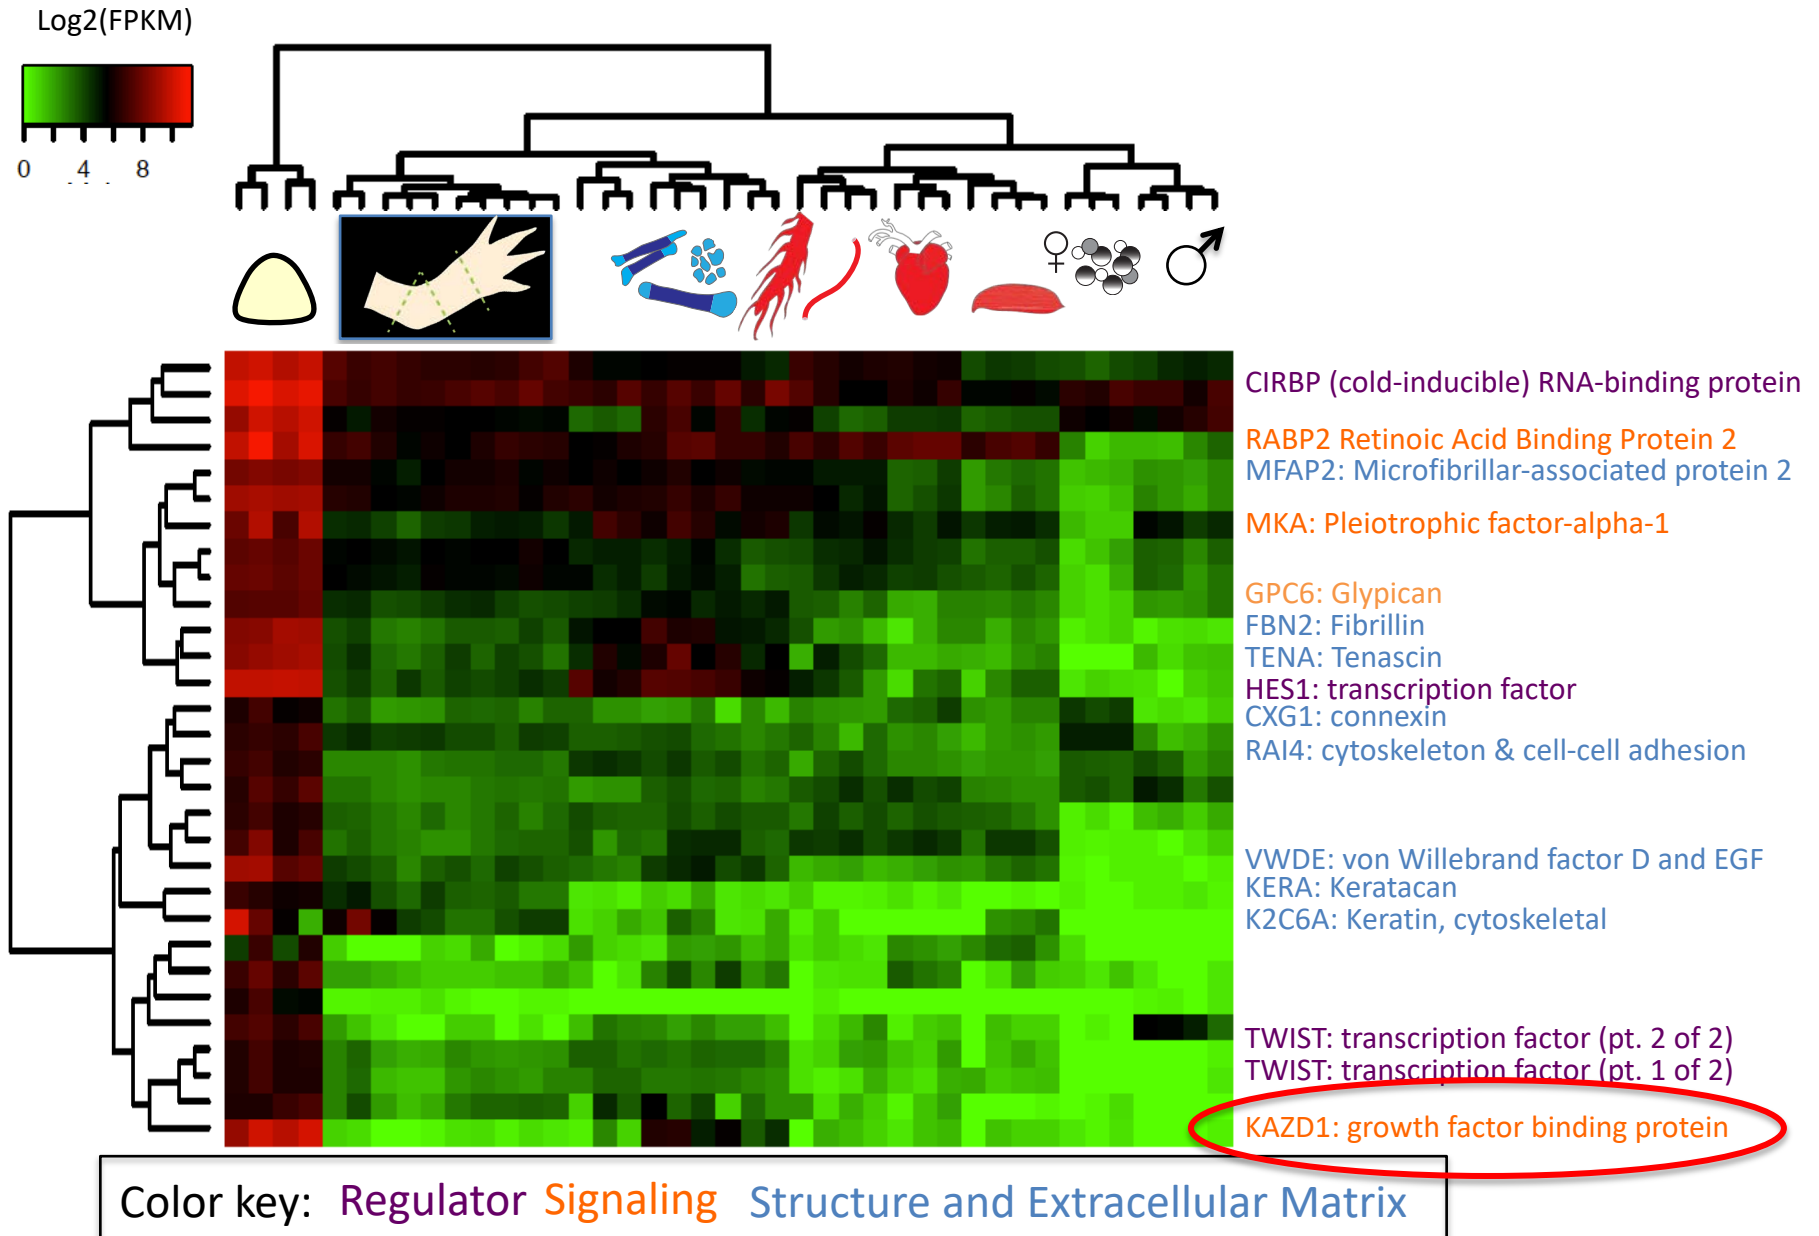 Log2(FPKM)
0 4 8
CIRBP (cold-inducible) RNA-binding protein
RABP2 Retinoic Acid Binding Protein 2
MFAP2: Microfibrillar-associated protein 2
MKA: Pleiotrophic factor-alpha-1
GPC6: Glypican
FBN2: Fibrillin
TENA: Tenascin
HES1: transcription factor
CXG1: connexin
RAI4: cytoskeleton & cell-cell adhesion
VWDE: von Willebrand factor D and EGF
KERA: Keratacan
K2C6A: Keratin, cytoskeletal
TWIST: transcription factor (pt. 2 of 2)
TWIST: transcription factor (pt. 1 of 2)
KAZD1: growth factor binding protein
Color key: Regulator Signaling Structure and Extracellular Matrix